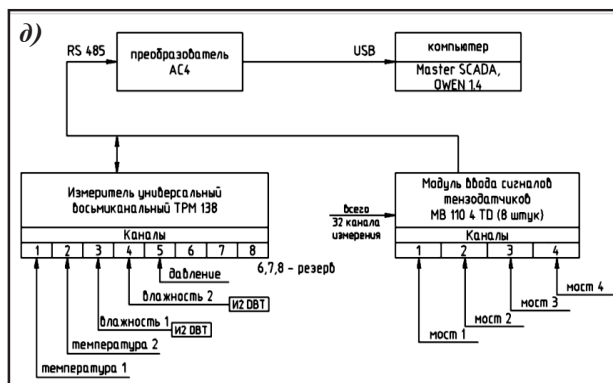 д)
RS 485
преобразователь
АС4
USB
компьютер
Master SCADA,
OWEN 1.4
Измеритель универсальный
восьмиканальный ТРМ 138
Каналы
1 2 3 4 5 6 7 8
всего
32 канала
измерения
Модуль ввода сигналов
тензодатчиков
МВ 110 4 TD (8 штук)
Каналы
1 2 3 4
давление
6,7,8 – резерв
влажность 2
И2 DBT
влажность 1
И2 DBT
температура 2
температура 1
мост 4
мост 3
мост 2
мост 1